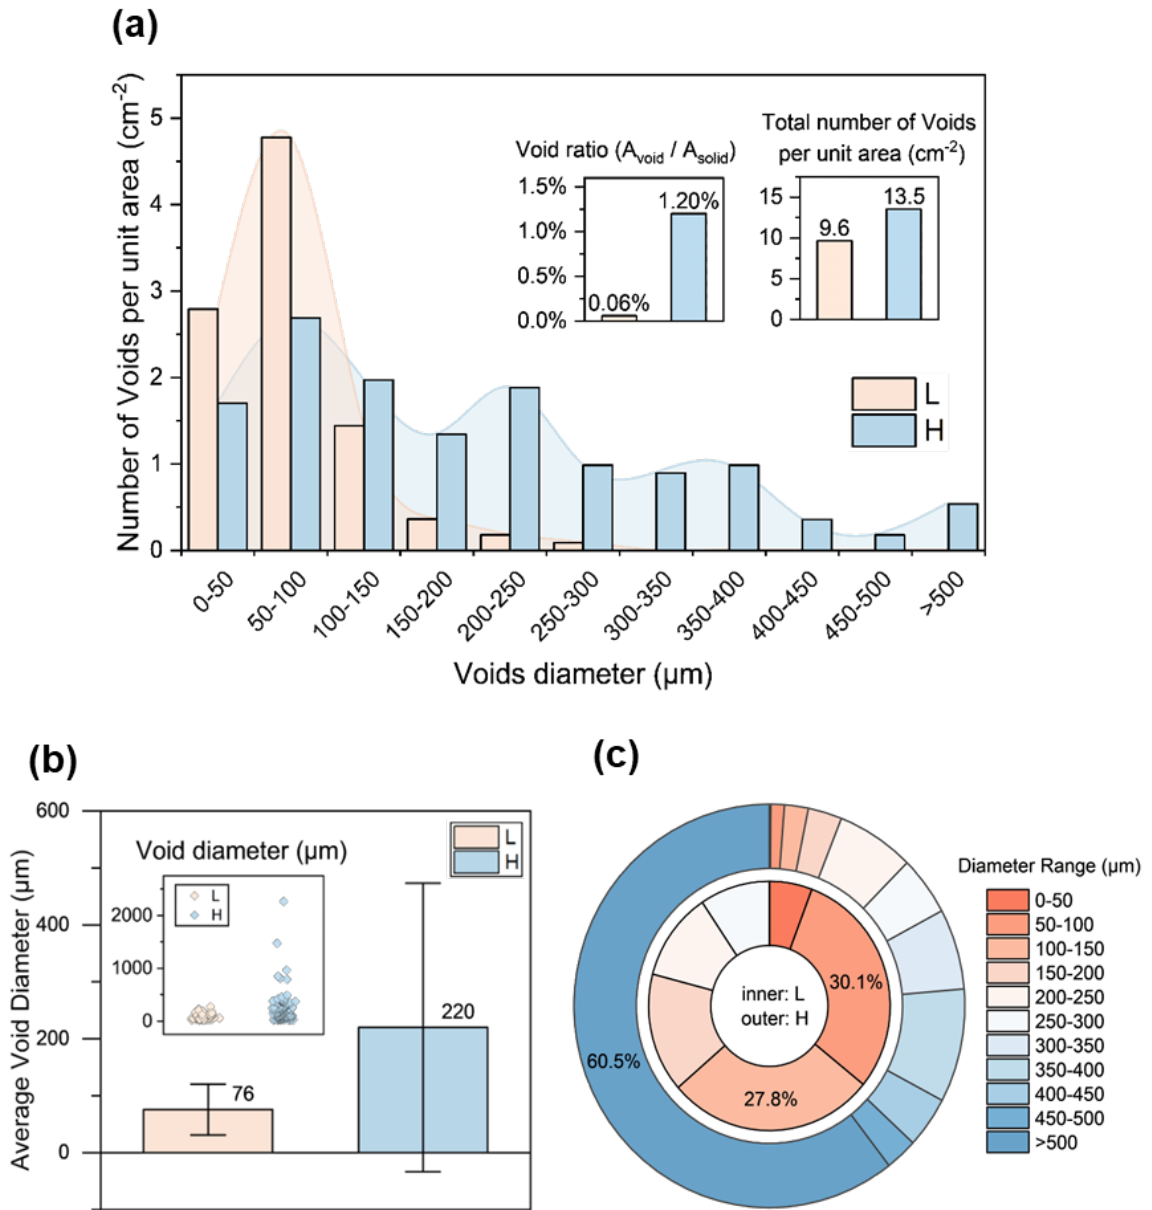 (a)
Number of Voids per unit area (cm-2)
5
4
3
2
1
0
Void ratio (Avoid / Asolid)
1.5%
1.0%
0.5%
0.0%
0.06%
1.20%
Total number of Voids
per unit area (cm-2)
15
10
5
0
9.6
13.5
L
H
0-50
50-100
100-150
150-200
200-250
250-300
300-350
350-400
400-450
450-500
>500
Voids diameter (μm)
(b)
Average Void Diameter (μm)
600
400
200
0
Void diameter (μm)
L
H
2000
1000
0
L
H
76
220
(c)
60.5%
30.1%
27.8%
inner: L
outer: H
Diameter Range (μm)
0-50
50-100
100-150
150-200
200-250
250-300
300-350
350-400
400-450
450-500
>500